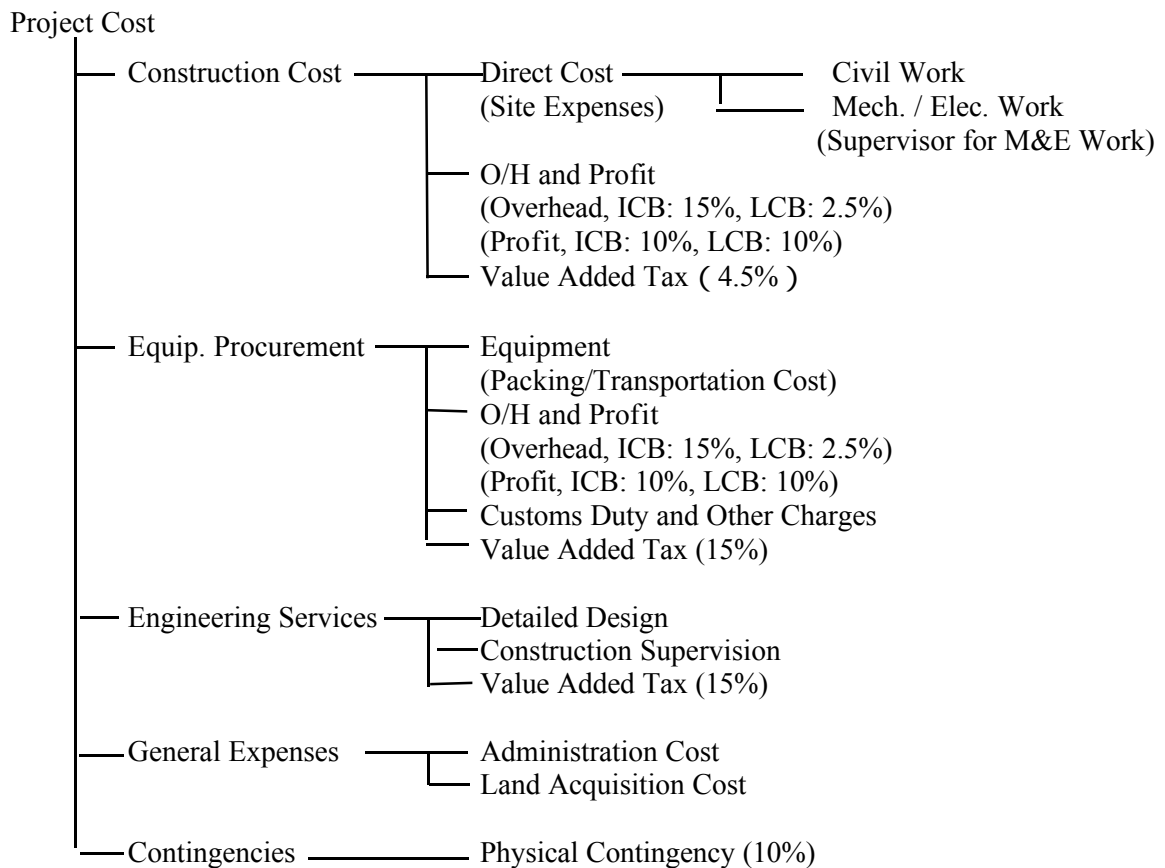 Project Cost
Construction Cost Direct Cost Civil Work
(Site Expenses) Mech. / Elec. Work
(Supervisor for M&E Work)
O/H and Profit
(Overhead, ICB: 15%, LCB: 2.5%)
(Profit, ICB: 10%, LCB: 10%)
Value Added Tax ( 4.5% )
Equip. Procurement Equipment
(Packing/Transportation Cost)
O/H and Profit
(Overhead, ICB: 15%, LCB: 2.5%)
(Profit, ICB: 10%, LCB: 10%)
Customs Duty and Other Charges
Value Added Tax (15%)
Engineering Services Detailed Design
Construction Supervision
Value Added Tax (15%)
General Expenses Administration Cost
Land Acquisition Cost
Contingencies Physical Contingency (10%)